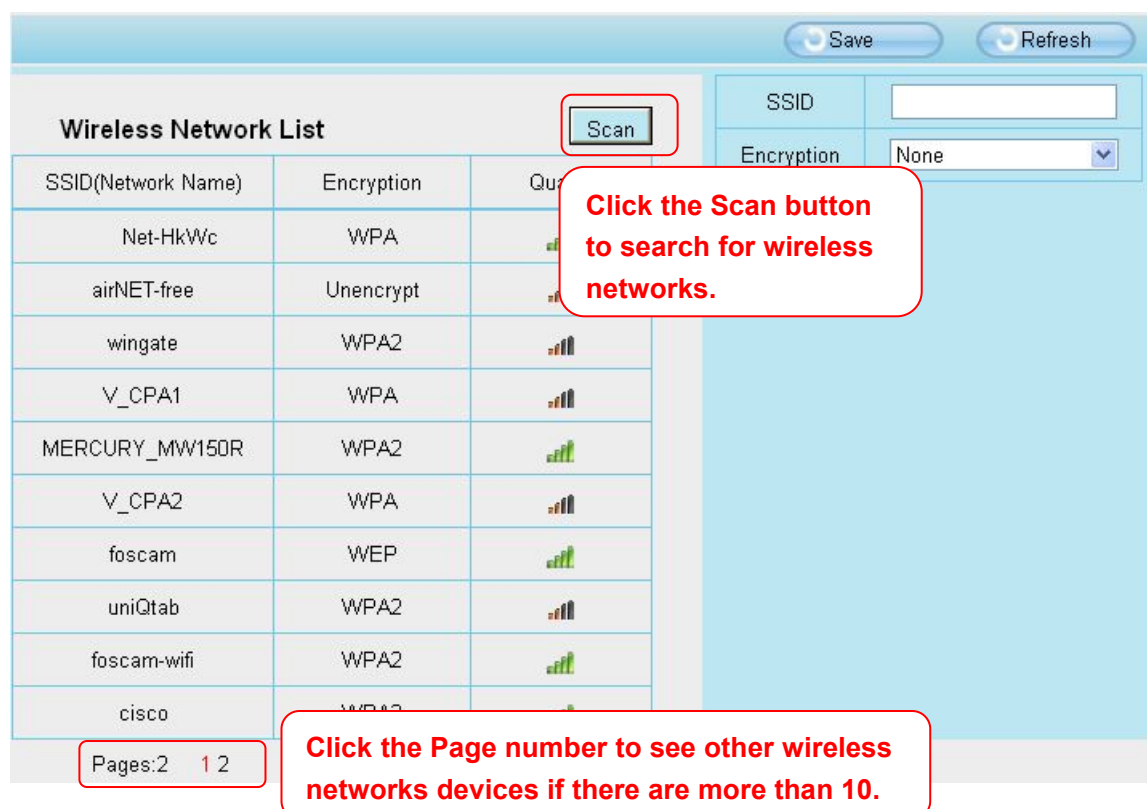 Save Refresh
SSID
Wireless Network List Scan
Encryption None
SSID(Network Name) Encryption
Click the Scan button
to search for wireless
networks.
Net-HkWc WPA
airNET-free Unencrypt
wingate WPA2
V_CPA1 WPA
MERCURY_MW150R WPA2
V_CPA2 WPA
foscam WEP
uniQtab WPA2
foscam-wifi WPA2
cisco
Pages:2 1 2
Click the Page number to see other wireless
networks devices if there are more than 10.